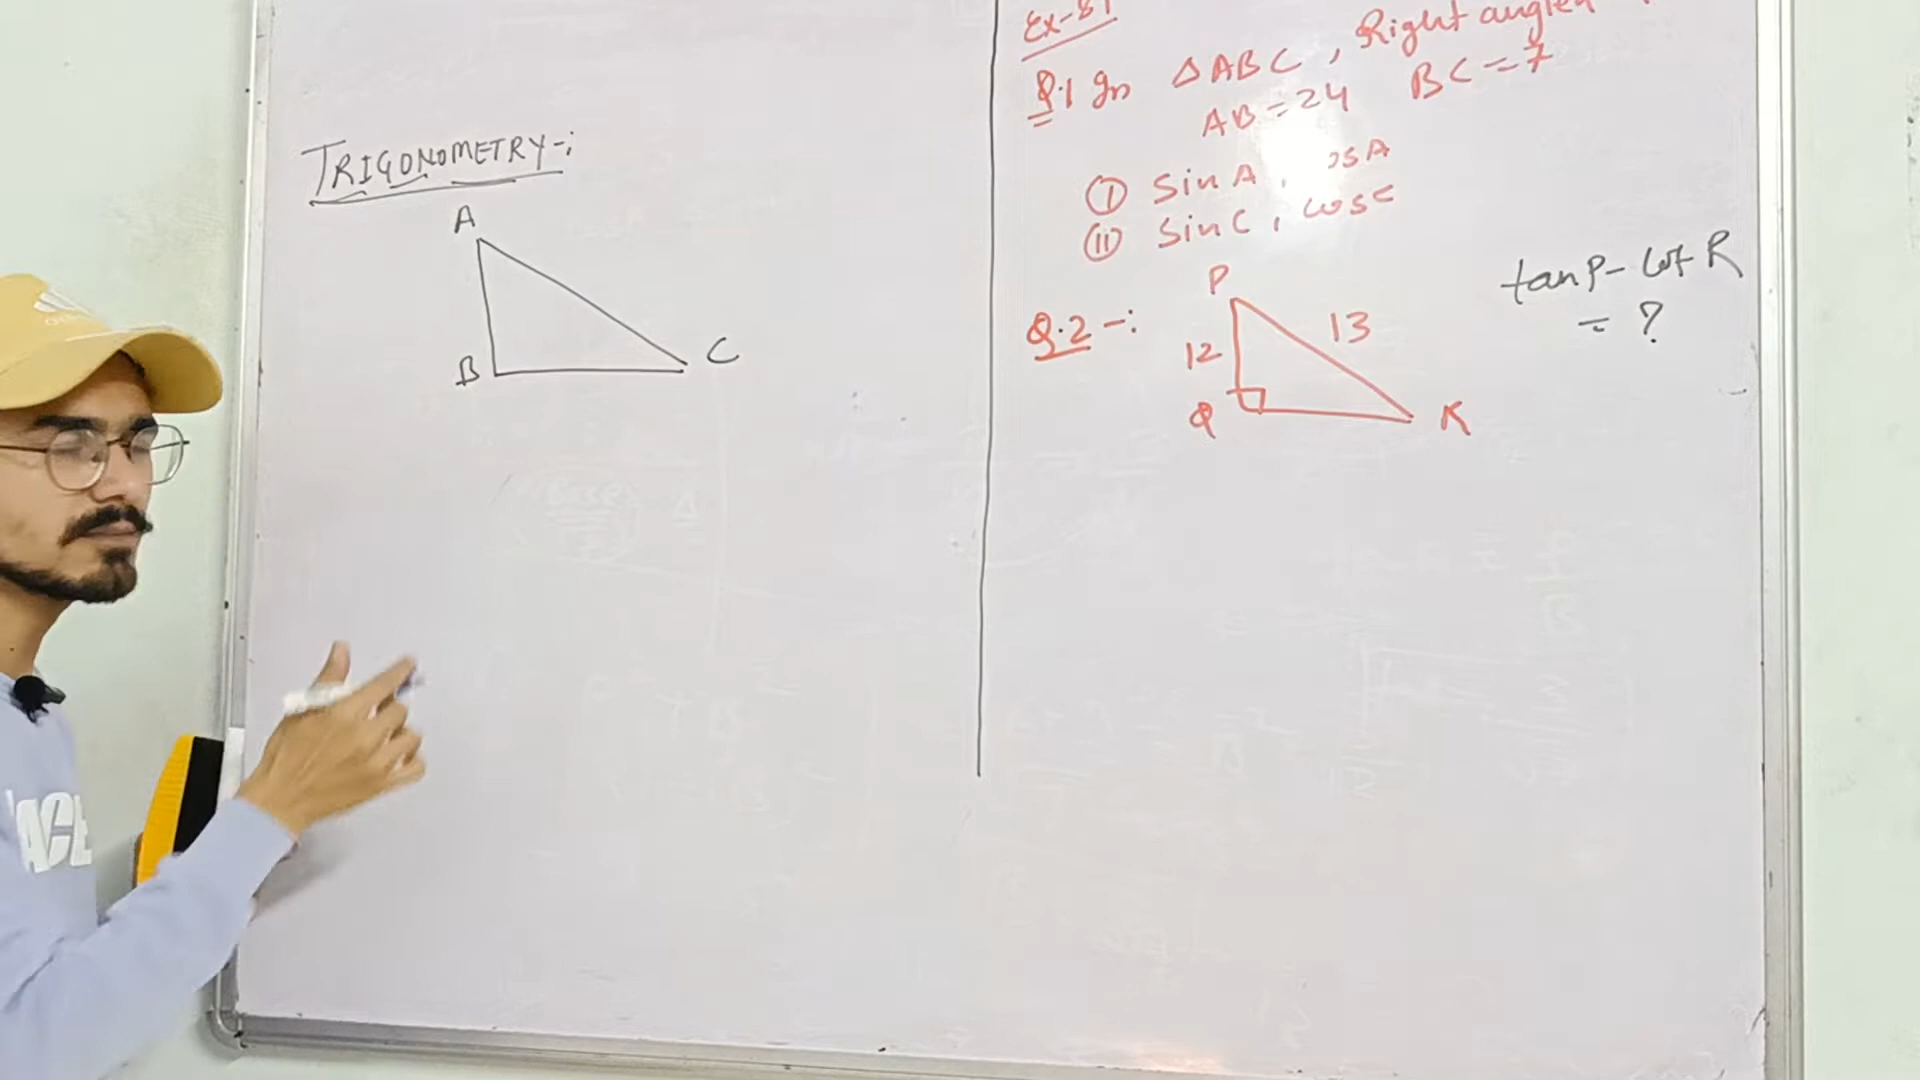 TRIGONOMETRY-:
A
B
C
Ex-8.1
Q.1 In △ABC, Right angled
AB=24 BC=7
(I) sin A, cos A
(II) sin C, cos C
Q.2-:
P
12
13
Q
R
tan P - cot R
= ?
ACE